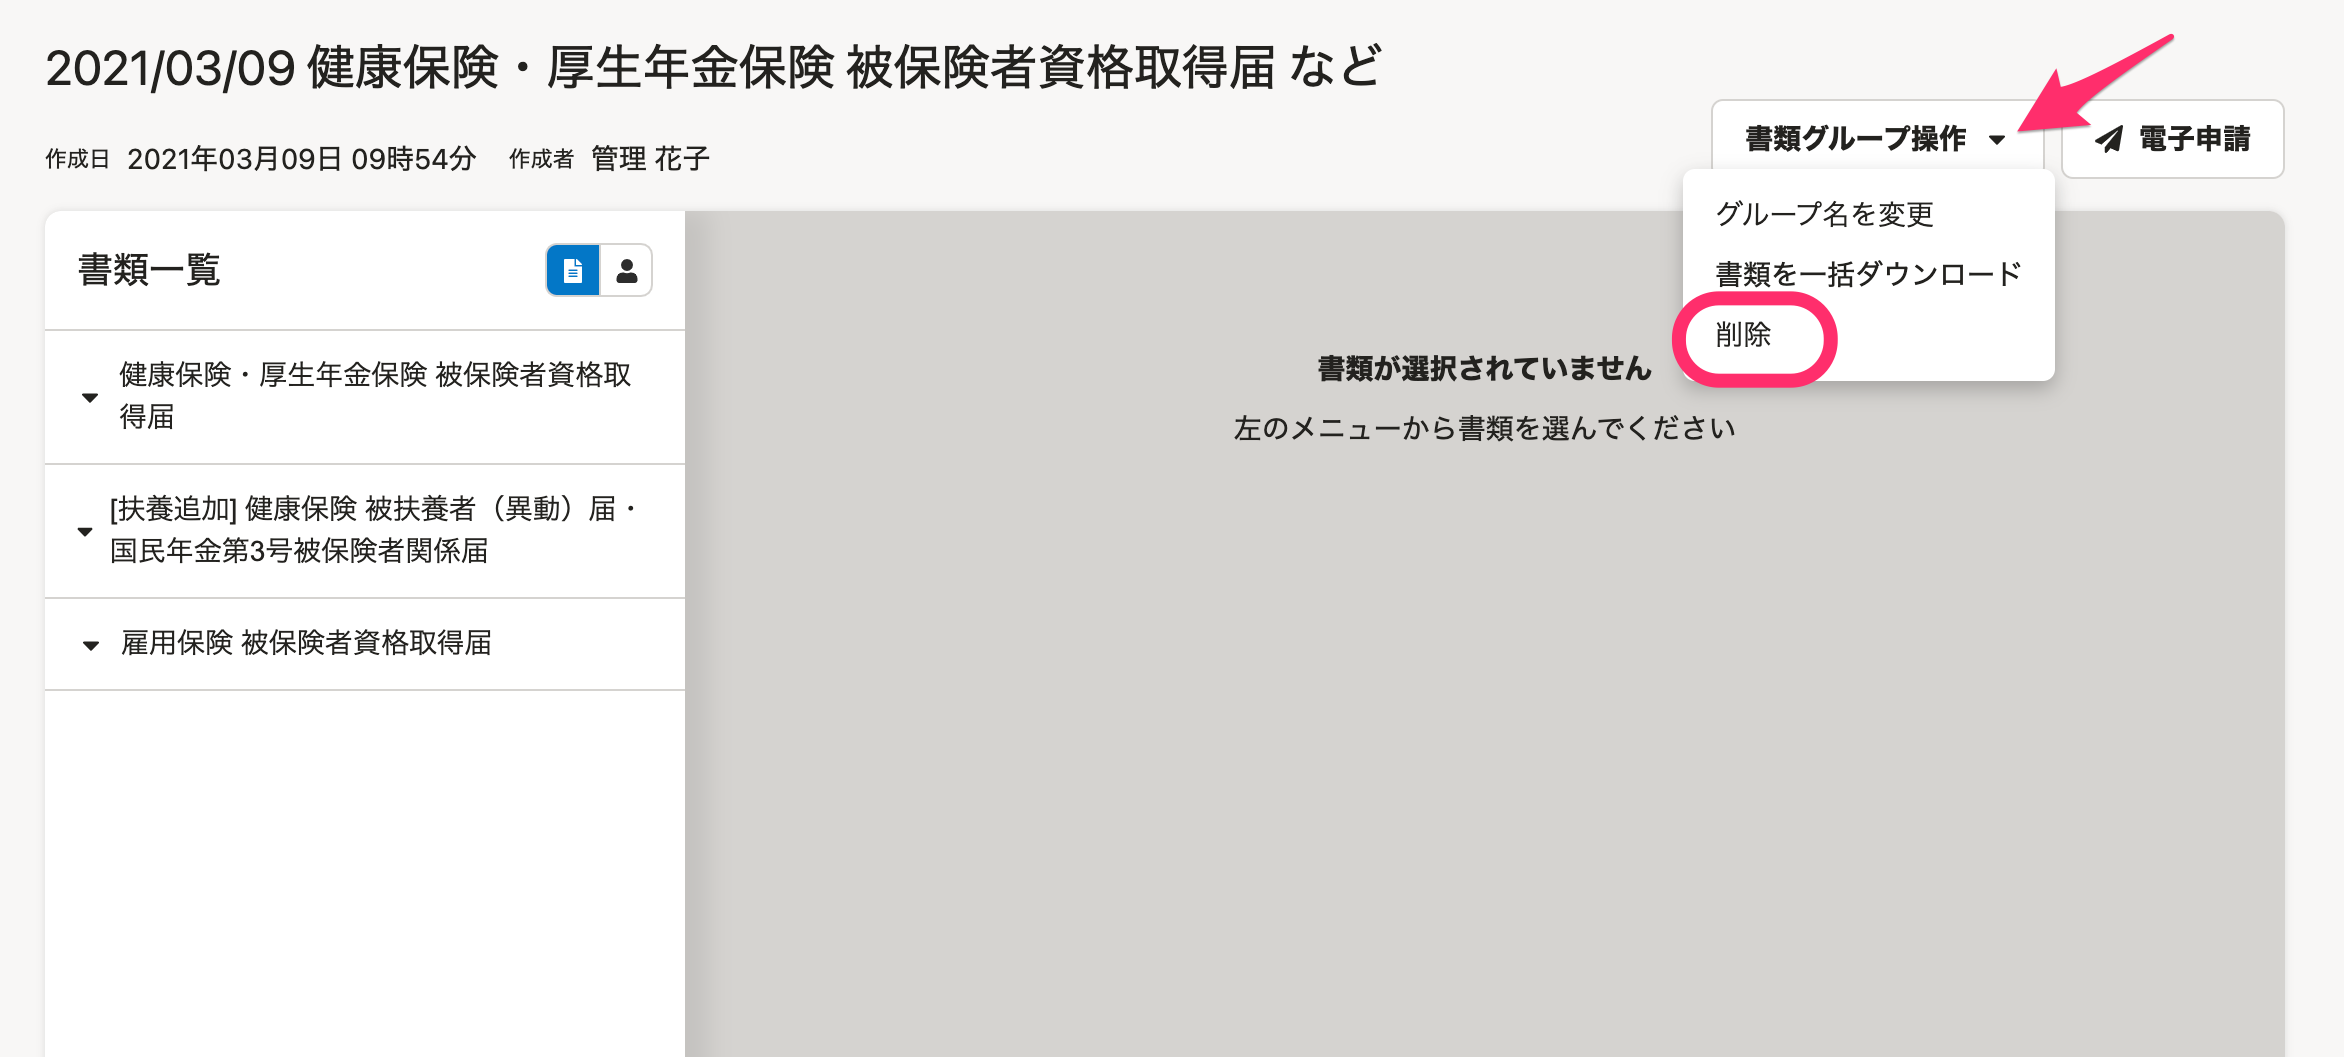 2021/03/09 健康保険・厚生年金保険 被保険者資格取得届 など
作成日 2021年03月09日 09時54分 作成者 管理 花子
書類グループ操作
電子申請
グループ名を変更
書類を一括ダウンロード
削除
書類一覧
健康保険・厚生年金保険 被保険者資格取
得届
[扶養追加] 健康保険 被扶養者（異動）届・
国民年金第3号被保険者関係届
雇用保険 被保険者資格取得届
書類が選択されていません
左のメニューから書類を選んでください